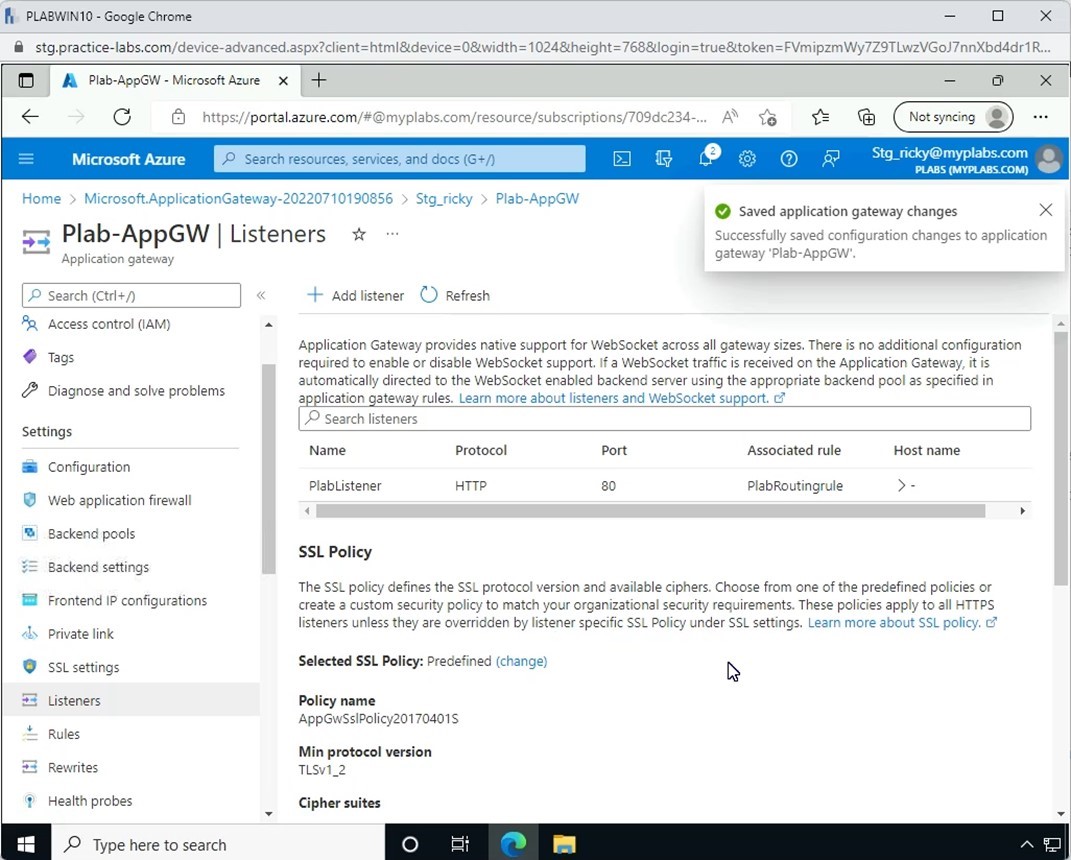 PLABWIN10 - Google Chrome
stg.practice-labs.com/device-advanced.aspx?client=html&device=0&width=1024&height=768&login=true&token=FVmipzmWy7Z9TLwzVGoJ7nnXbd4dr1R...
Plab-AppGW - Microsoft Azure
https://portal.azure.com/#@myplabs.com/resource/subscriptions/709dc234-...
Not syncing
Microsoft Azure
Search resources, services, and docs (G+/)
2
Stg_ricky@myplabs.com
PLABS (MYPLABS.COM)
Home > Microsoft.ApplicationGateway-20220710190856 > Stg_ricky > Plab-AppGW
Plab-AppGW | Listeners
Application gateway
Saved application gateway changes
Successfully saved configuration changes to application
gateway 'Plab-AppGW'.
Search (Ctrl+/)
Access control (IAM)
Tags
Diagnose and solve problems
Settings
Configuration
Web application firewall
Backend pools
Backend settings
Frontend IP configurations
Private link
SSL settings
Listeners
Rules
Rewrites
Health probes
Add listener
Refresh
Application Gateway provides native support for WebSocket across all gateway sizes. There is no additional configuration
required to enable or disable WebSocket support. If a WebSocket traffic is received on the Application Gateway, it is
automatically directed to the WebSocket enabled backend server using the appropriate backend pool as specified in
application gateway rules. Learn more about listeners and WebSocket support.
Search listeners
Name Protocol Port Associated rule Host name
PlabListener HTTP 80 PlabRoutingrule > -
SSL Policy
The SSL policy defines the SSL protocol version and available ciphers. Choose from one of the predefined policies or
create a custom security policy to match your organizational security requirements. These policies apply to all HTTPS
listeners unless they are overridden by listener specific SSL Policy under SSL settings. Learn more about SSL policy.
Selected SSL Policy: Predefined (change)
Policy name
AppGwSslPolicy20170401S
Min protocol version
TLSv1_2
Cipher suites
Type here to search